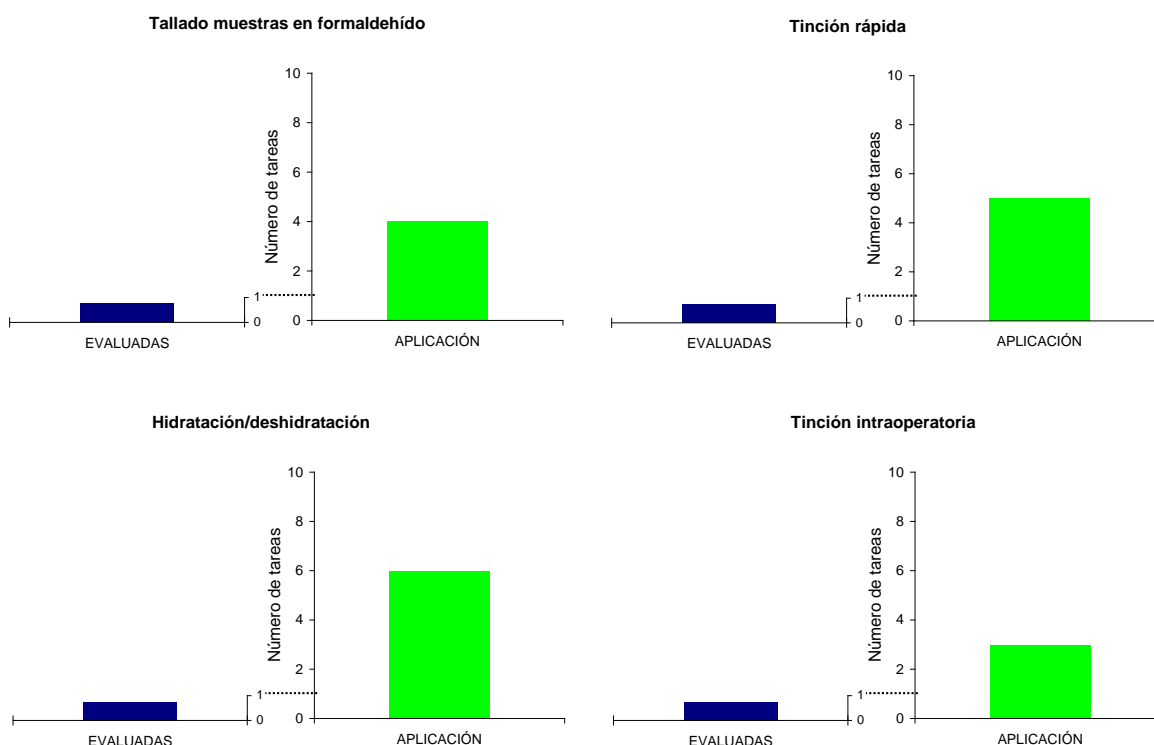 Tallado muestras en formaldehído
Número de tareas
10
8
6
4
2
0
1
0
EVALUADAS
APLICACIÓN
Tinción rápida
Número de tareas
10
8
6
4
2
0
1
0
EVALUADAS
APLICACIÓN
Hidratación/deshidratación
Número de tareas
10
8
6
4
2
0
1
0
EVALUADAS
APLICACIÓN
Tinción intraoperatoria
Número de tareas
10
8
6
4
2
0
1
0
EVALUADAS
APLICACIÓN